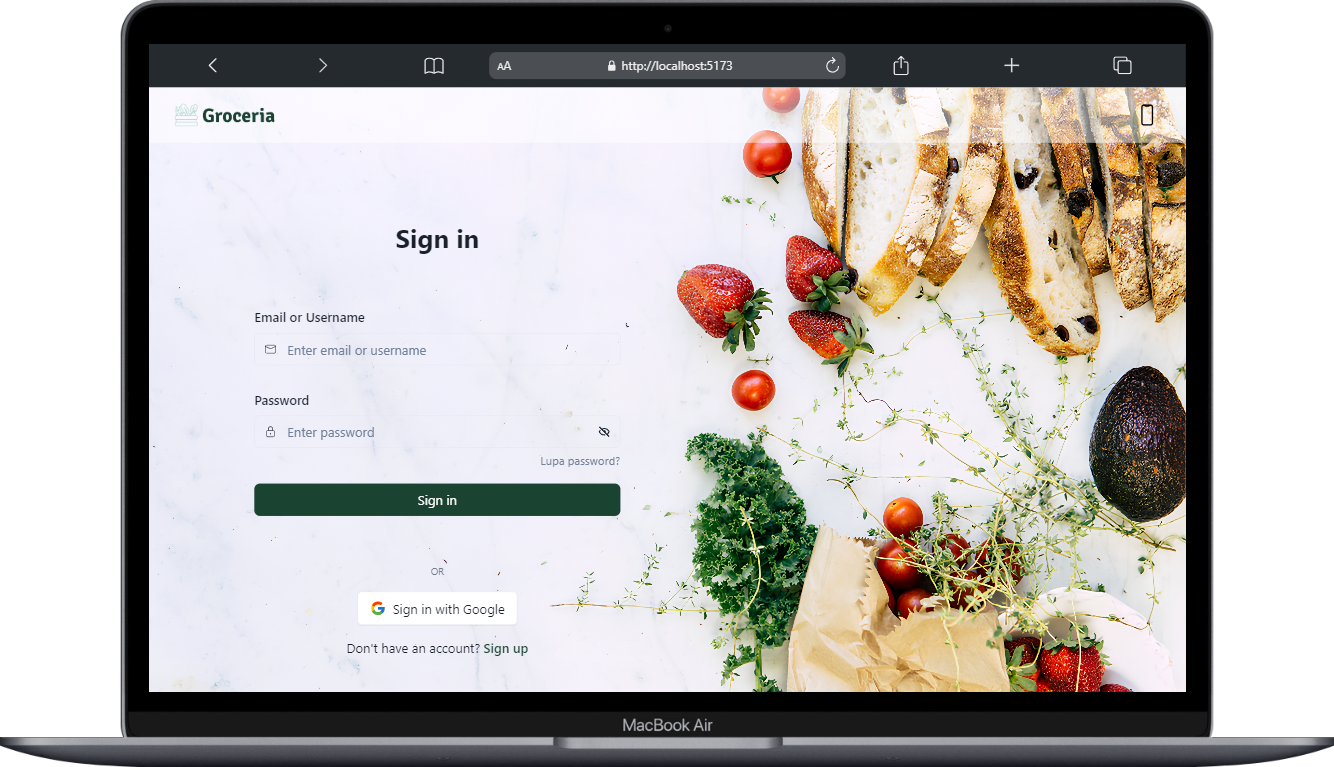 AA
http://localhost:5173
Groceria
Sign in
Email or Username
Enter email or username
Password
Enter password
Lupa password?
Sign in
OR
Sign in with Google
Don't have an account? Sign up
MacBook Air